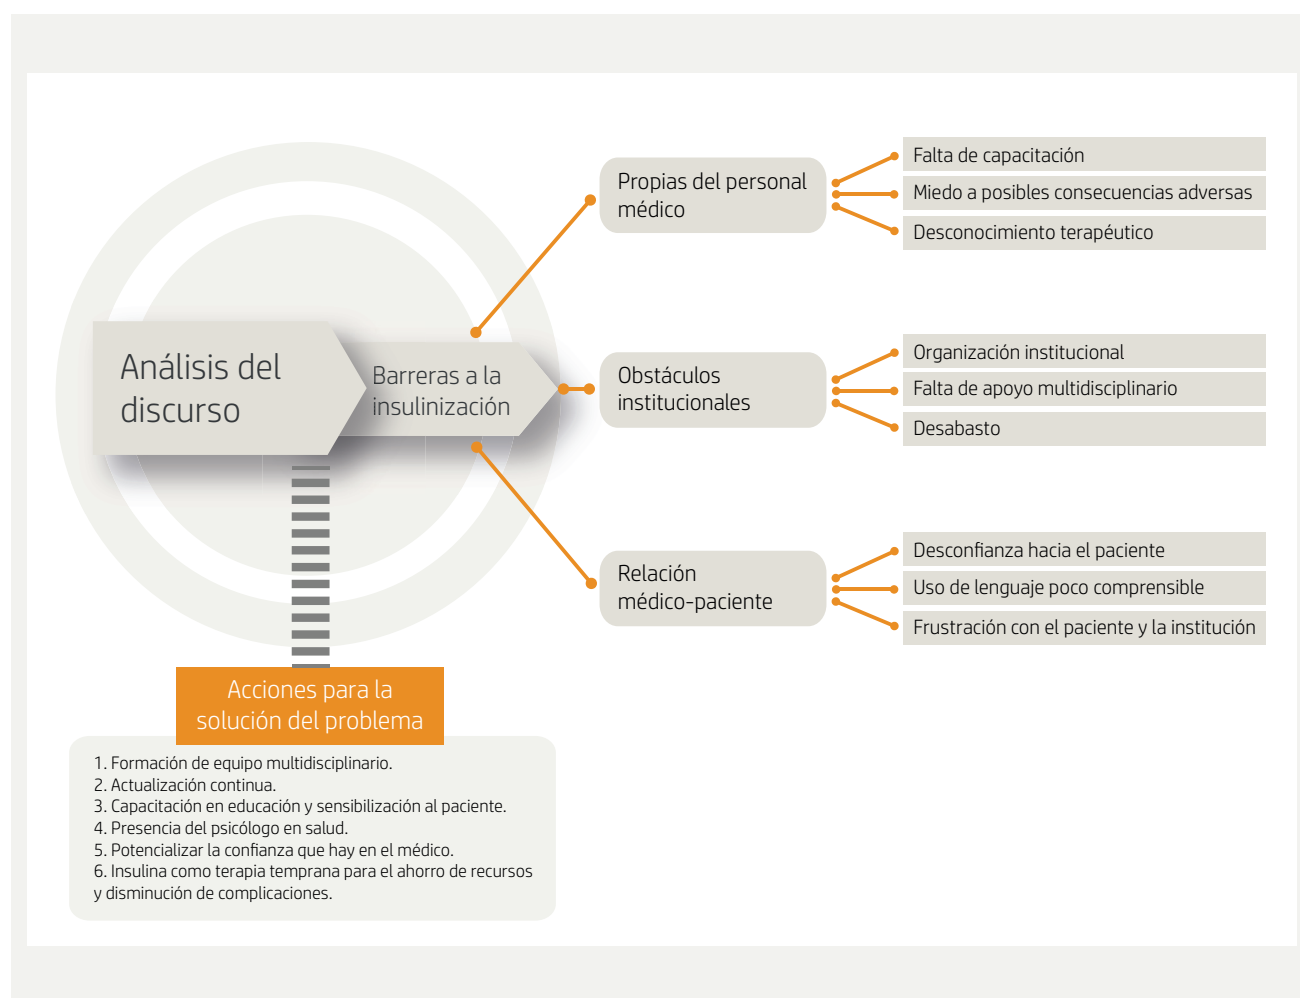 Análisis del
discurso
Barreras a la
insulinización
Propias del personal
médico
Falta de capacitación
Miedo a posibles consecuencias adversas
Desconocimiento terapéutico
Obstáculos
institucionales
Organización institucional
Falta de apoyo multidisciplinario
Desabasto
Relación
médico-paciente
Desconfianza hacia el paciente
Uso de lenguaje poco comprensible
Frustración con el paciente y la institución
Acciones para la
solución del problema
1. Formación de equipo multidisciplinario.
2. Actualización continua.
3. Capacitación en educación y sensibilización al paciente.
4. Presencia del psicólogo en salud.
5. Potencializar la confianza que hay en el médico.
6. Insulina como terapia temprana para el ahorro de recursos
y disminución de complicaciones.